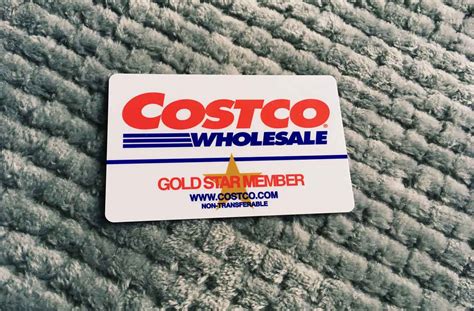 COSTCO
WHOLESALE
GOLD STAR MEMBER
WWW.COSTCO.COM
NON-TRANSFERABLE